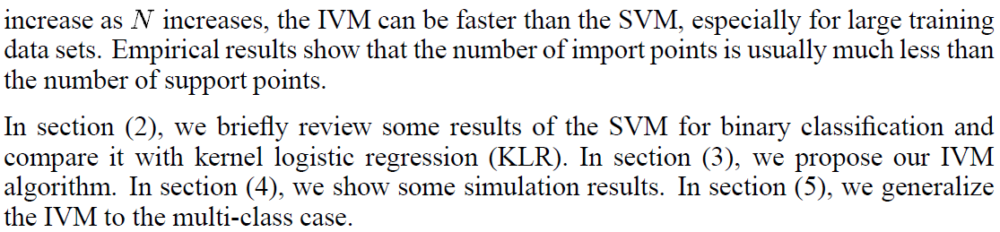 increase as N increases, the IVM can be faster than the SVM, especially for large training
data sets. Empirical results show that the number of import points is usually much less than
the number of support points.
In section (2), we briefly review some results of the SVM for binary classification and
compare it with kernel logistic regression (KLR). In section (3), we propose our IVM
algorithm. In section (4), we show some simulation results. In section (5), we generalize
the IVM to the multi-class case.